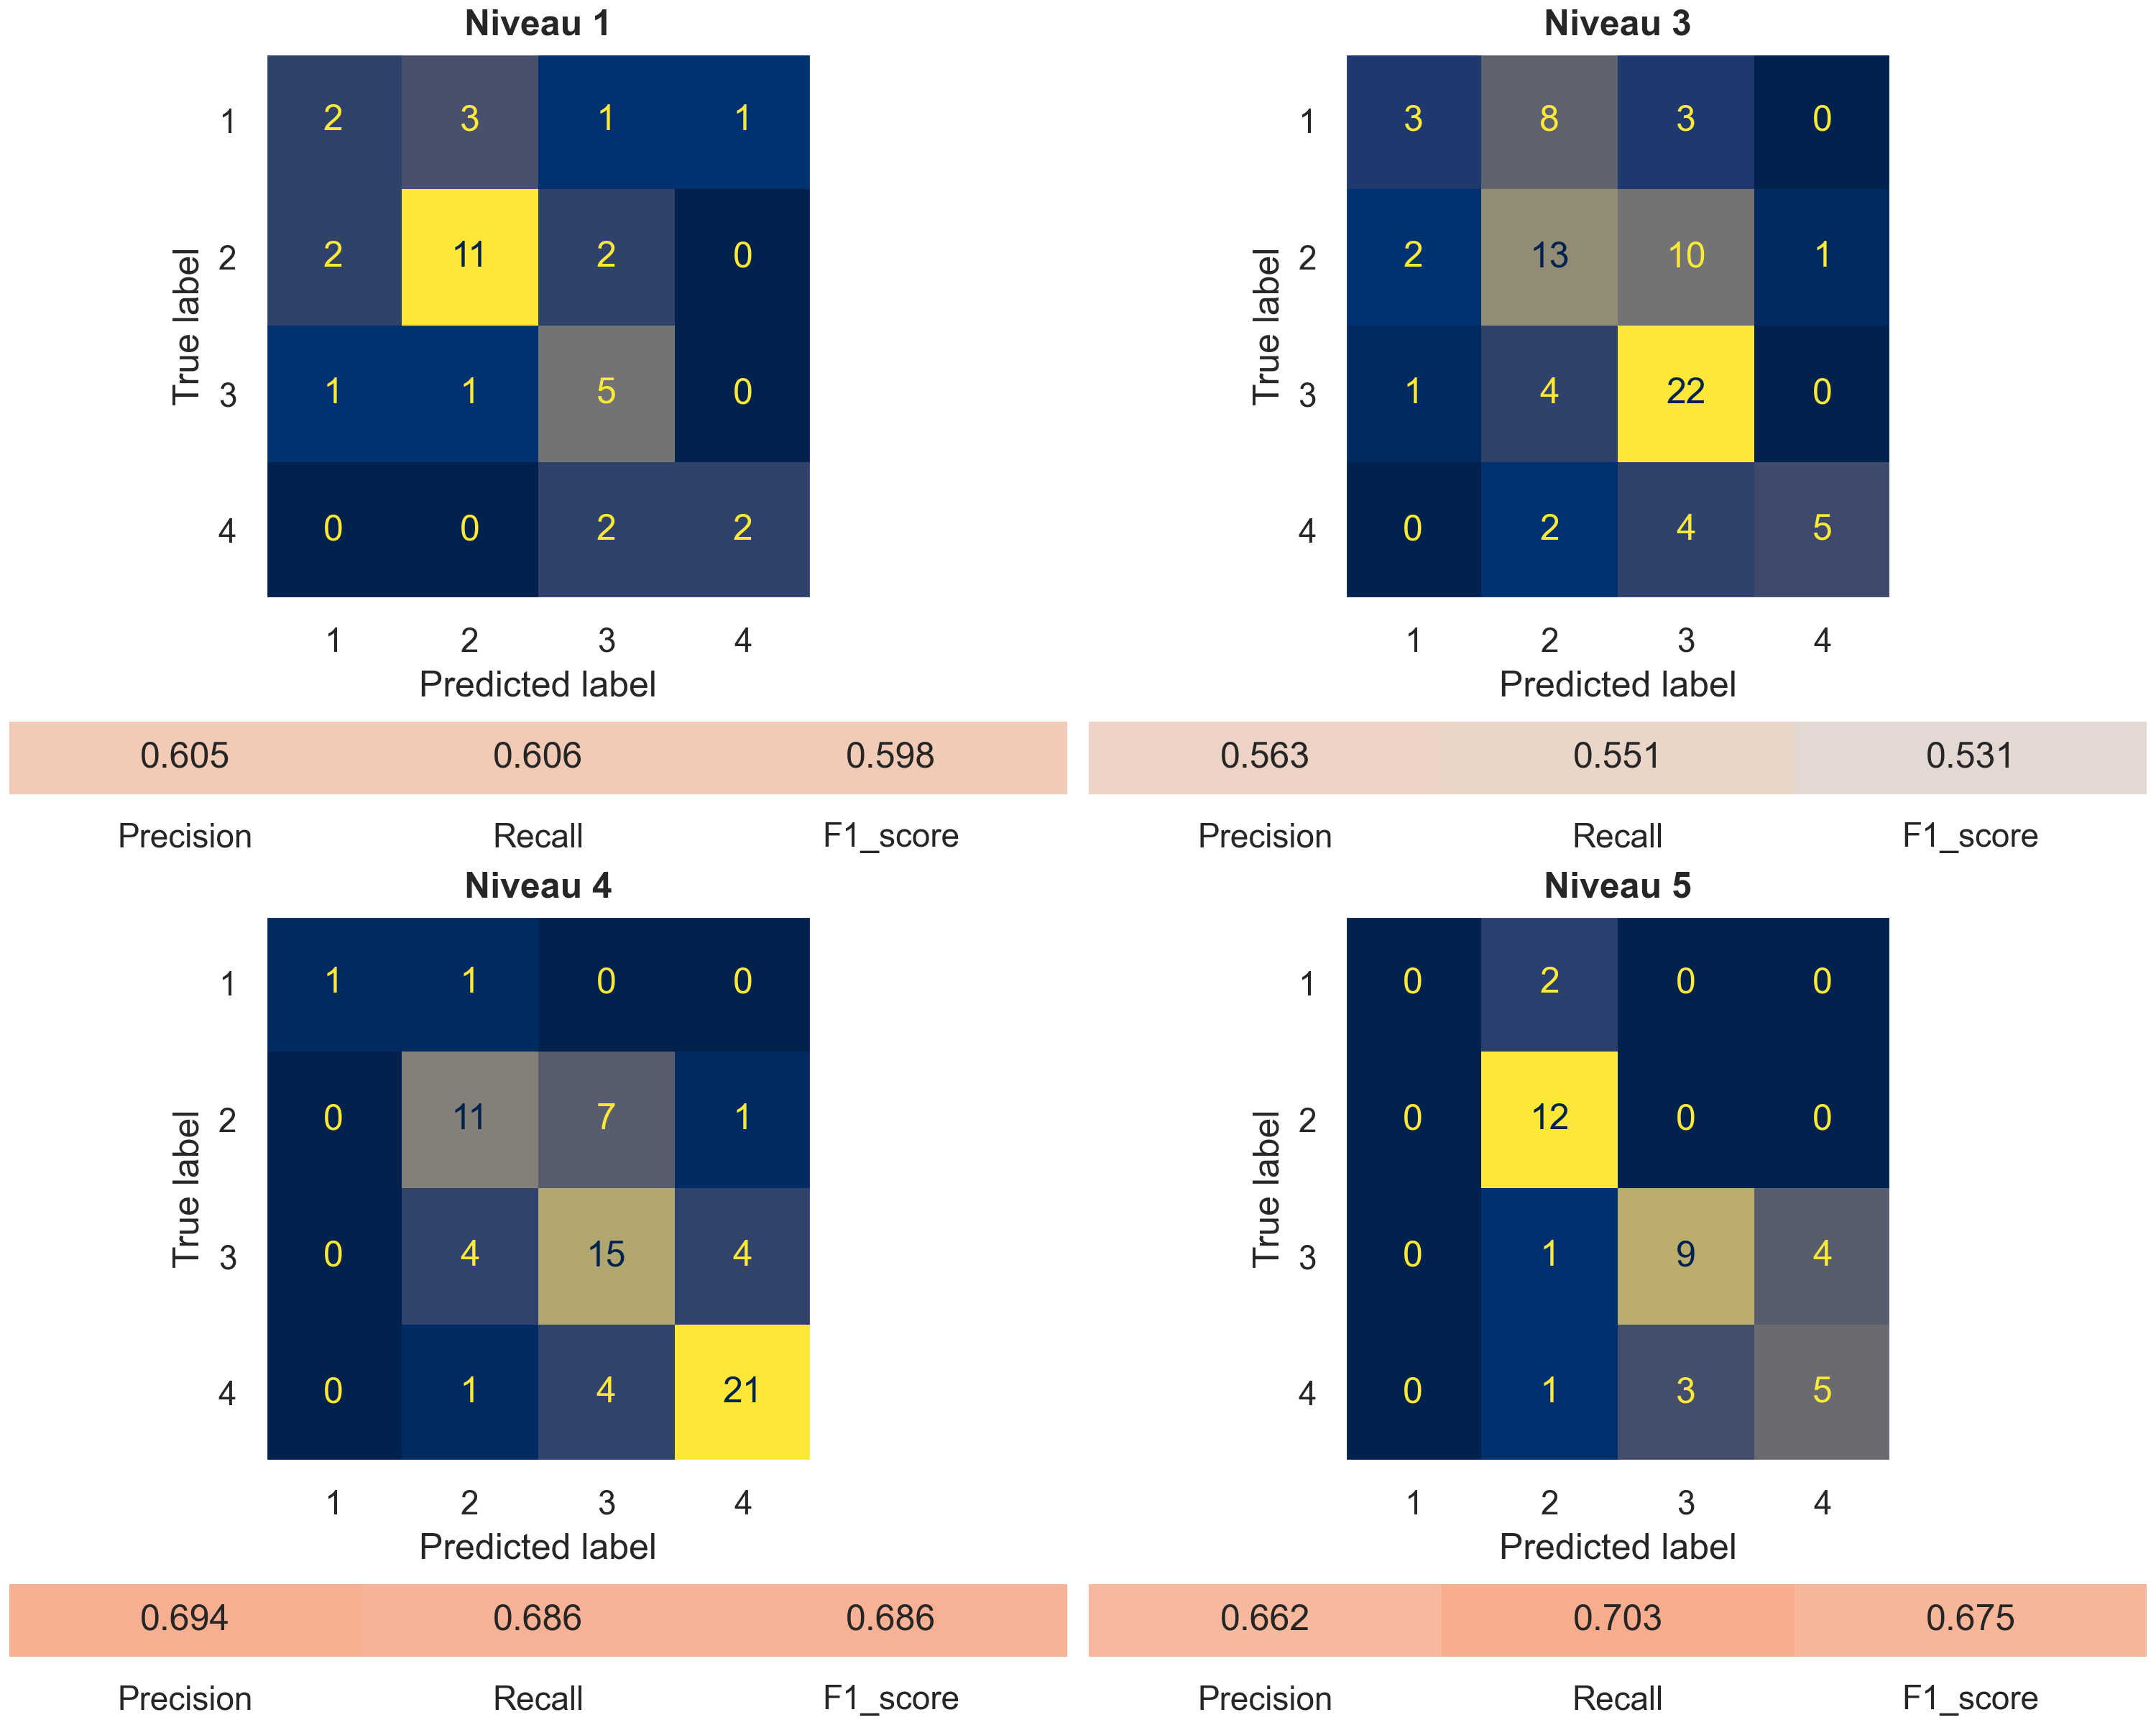 Niveau 1
1 2 3 1 1
2 2 11 2 0
3 1 1 5 0
4 0 0 2 2
True label
1 2 3 4
Predicted label
0.605 0.606 0.598
Precision Recall F1_score
Niveau 3
1 3 8 3 0
2 2 13 10 1
3 1 4 22 0
4 0 2 4 5
True label
1 2 3 4
Predicted label
0.563 0.551 0.531
Precision Recall F1_score
Niveau 4
1 1 1 0 0
2 0 11 7 1
3 0 4 15 4
4 0 1 4 21
True label
1 2 3 4
Predicted label
0.694 0.686 0.686
Precision Recall F1_score
Niveau 5
1 0 2 0 0
2 0 12 0 0
3 0 1 9 4
4 0 1 3 5
True label
1 2 3 4
Predicted label
0.662 0.703 0.675
Precision Recall F1_score